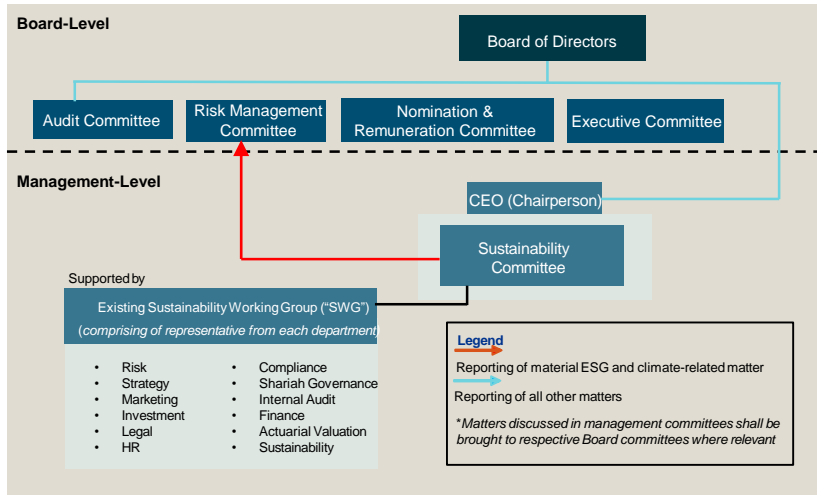 Board-Level
Board of Directors
Audit Committee
Risk Management
Committee
Nomination &
Remuneration Committee
Executive Committee
Management-Level
CEO (Chairperson)
Sustainability
Committee
Supported by
Existing Sustainability Working Group (“SWG”)
(comprising of representative from each department)
• Risk
• Strategy
• Marketing
• Investment
• Legal
• HR
• Compliance
• Shariah Governance
• Internal Audit
• Finance
• Actuarial Valuation
• Sustainability
Legend
Reporting of material ESG and climate-related matter
Reporting of all other matters
*Matters discussed in management committees shall be
brought to respective Board committees where relevant